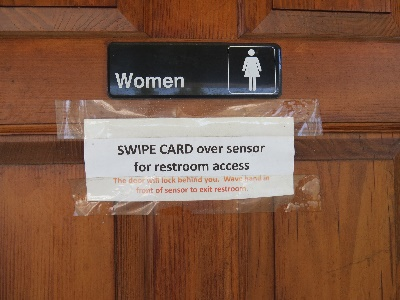 Women
SWIPE CARD over sensor
for restroom access
The door will lock behind you. Wave hand in
front of sensor to exit restroom.